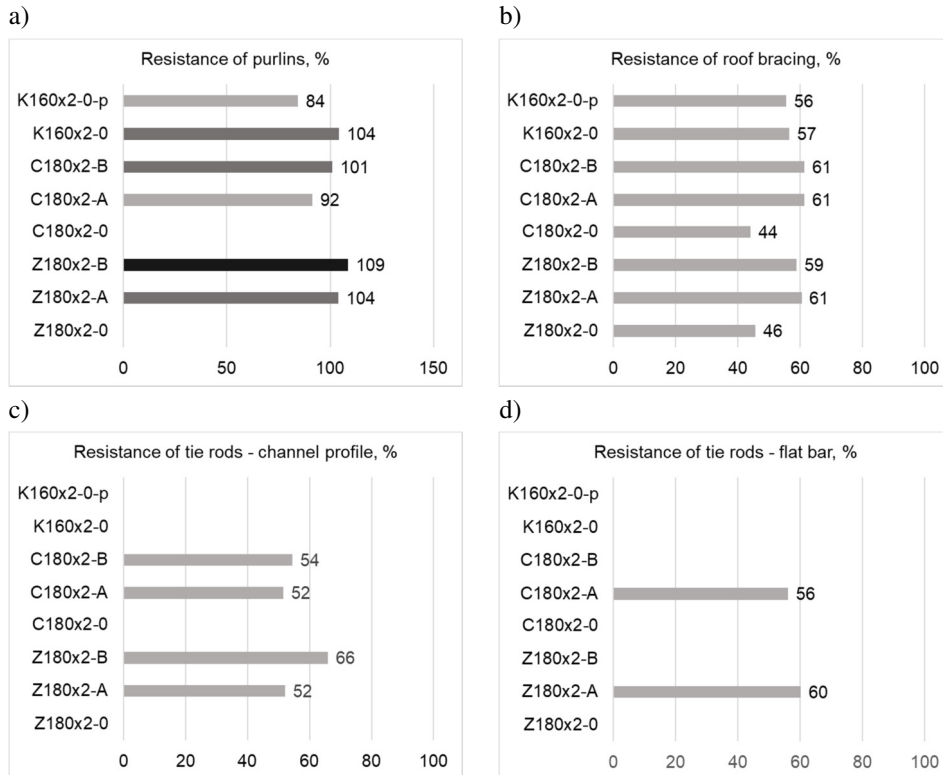 a)
Resistance of purlins, %
K160x2-0-p 84
K160x2-0 104
C180x2-B 101
C180x2-A 92
C180x2-0
Z180x2-B 109
Z180x2-A 104
Z180x2-0
0 50 100 150
b)
Resistance of roof bracing, %
K160x2-0-p 56
K160x2-0 57
C180x2-B 61
C180x2-A 61
C180x2-0 44
Z180x2-B 59
Z180x2-A 61
Z180x2-0 46
0 20 40 60 80 100
c)
Resistance of tie rods - channel profile, %
K160x2-0-p
K160x2-0
C180x2-B 54
C180x2-A 52
C180x2-0
Z180x2-B 66
Z180x2-A 52
Z180x2-0
0 20 40 60 80 100
d)
Resistance of tie rods - flat bar, %
K160x2-0-p
K160x2-0
C180x2-B
C180x2-A 56
C180x2-0
Z180x2-B
Z180x2-A 60
Z180x2-0
0 20 40 60 80 100